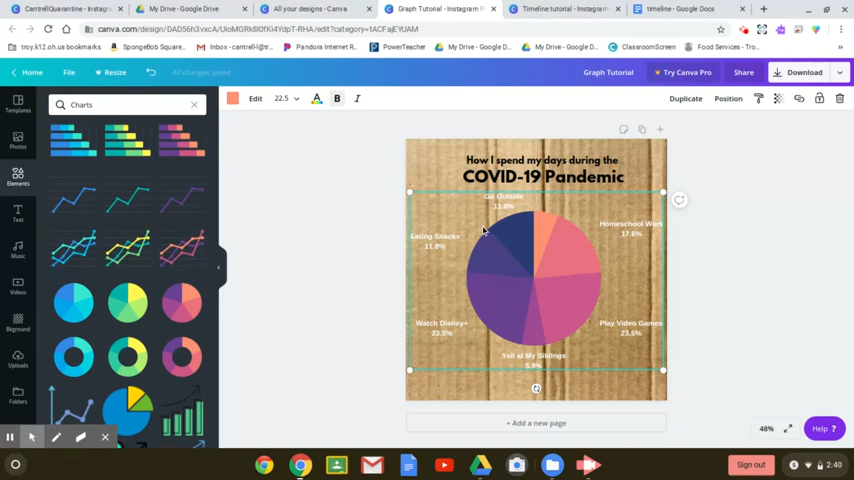 CantrellQuarantine - Instagra
My Drive - Google Drive
All your designs - Canva
Graph Tutorial - Instagram P
Timeline tutorial - Instagram
timeline - Google Docs
canva.com/design/DAD56h3vxcA/UioMGRk8l0fKi4YdpT-RHA/edit?category=tACFajEYUAM
troy.k12.oh.us bookmarks
SpongeBob Square...
Inbox - cantrell@tr...
Pandora Internet R...
PowerTeacher
My Drive - Google D...
My Drive - Google D...
ClassroomScreen
Food Services - Tro...
Home
File
Resize
All changes saved
Graph Tutorial
Try Canva Pro
Share
Download
Templates
Photos
Elements
Text
Music
Videos
Bkground
Uploads
Folders
Charts
Edit
22.5
A
B
I
Duplicate
Position
How I spend my days during the
COVID-19 Pandemic
Go Outside
11.8%
Homeschool Work
17.6%
Eating Snacks
11.8%
Watch Disney+
23.5%
Play Video Games
23.5%
Yell at My Siblings
5.9%
+ Add a new page
48%
Help ?
Sign out
2:40